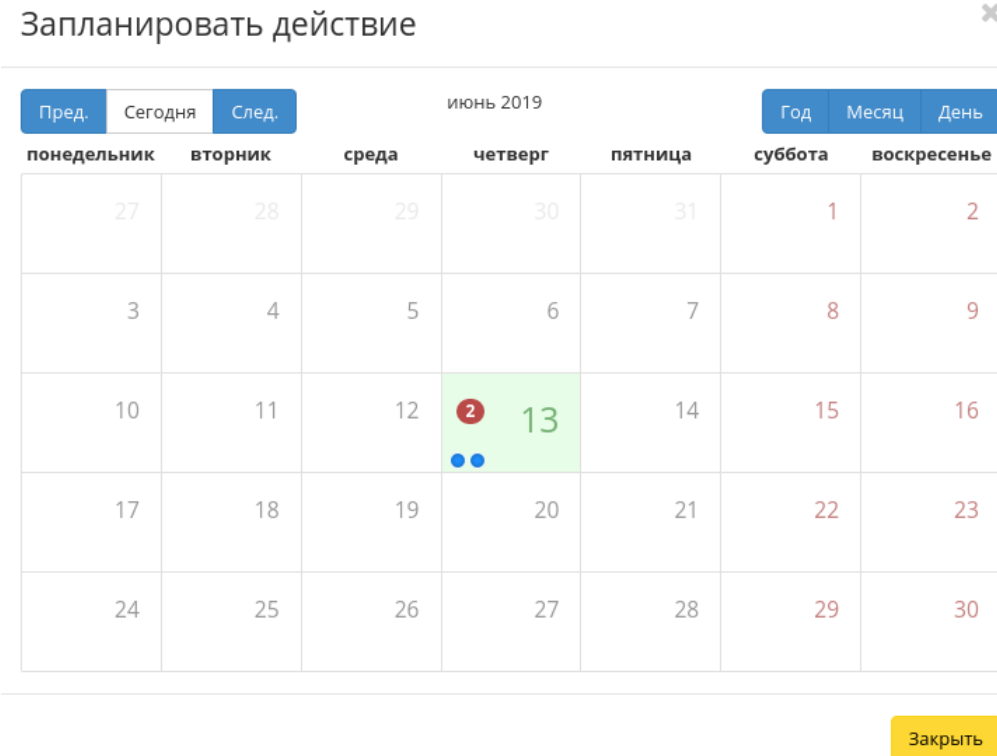 Запланировать действие
Пред. Сегодня След. июнь 2019 Год Месяц День
понедельник вторник среда четверг пятница суббота воскресенье
27 28 29 30 31 1 2
3 4 5 6 7 8 9
10 11 12 2 13 14 15 16
17 18 19 20 21 22 23
24 25 26 27 28 29 30
Закрыть